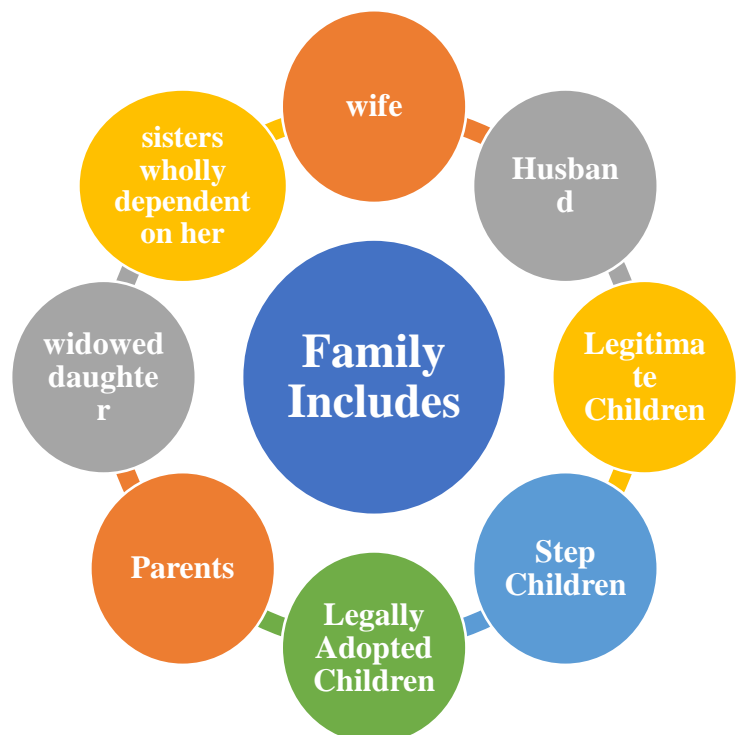 Family
Includes
wife
Husban
d
Legitima
te
Children
Step
Children
Legally
Adopted
Children
Parents
widowed
daughte
r
sisters
wholly
dependent
on her